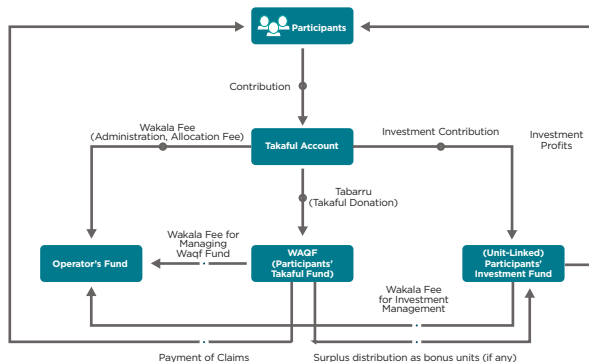 Participants
Contribution
Wakala Fee
(Administration, Allocation Fee)
Investment Contribution
Investment
Profits
Takaful Account
Tabarru
(Takaful Donation)
Wakala Fee for
Managing
Waqf Fund
Operator's Fund
WAQF
(Participants'
Takaful Fund)
(Unit-Linked)
Participants'
Investment Fund
Wakala Fee
for Investment
Management
Payment of Claims
Surplus distribution as bonus units (if any)